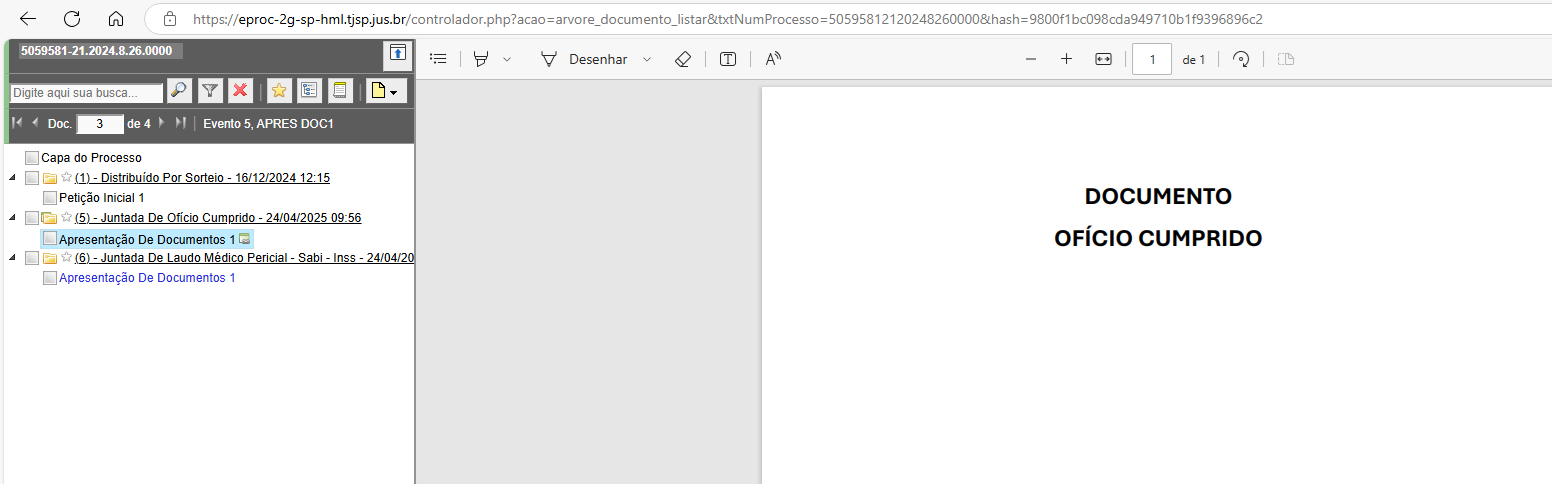 https://eproc-2g-sp-hml.tjsp.jus.br/controlador.php?acao=arvore_documento_listar&txtNumProcesso=50595812120248260000&hash=9800f1bc098cda949710b1f9396896c2
5059581-21.2024.8.26.0000
Digite aqui sua busca...
Doc. 3 de 4 Evento 5, APRES DOC1
Capa do Processo
(1) - Distribuído Por Sorteio - 16/12/2024 12:15
Petição Inicial 1
(5) - Juntada De Ofício Cumprido - 24/04/2025 09:56
Apresentação De Documentos 1
(6) - Juntada De Laudo Médico Pericial - Sabi - Inss - 24/04/20
Apresentação De Documentos 1
Desenhar
1 de 1
DOCUMENTO
OFÍCIO CUMPRIDO